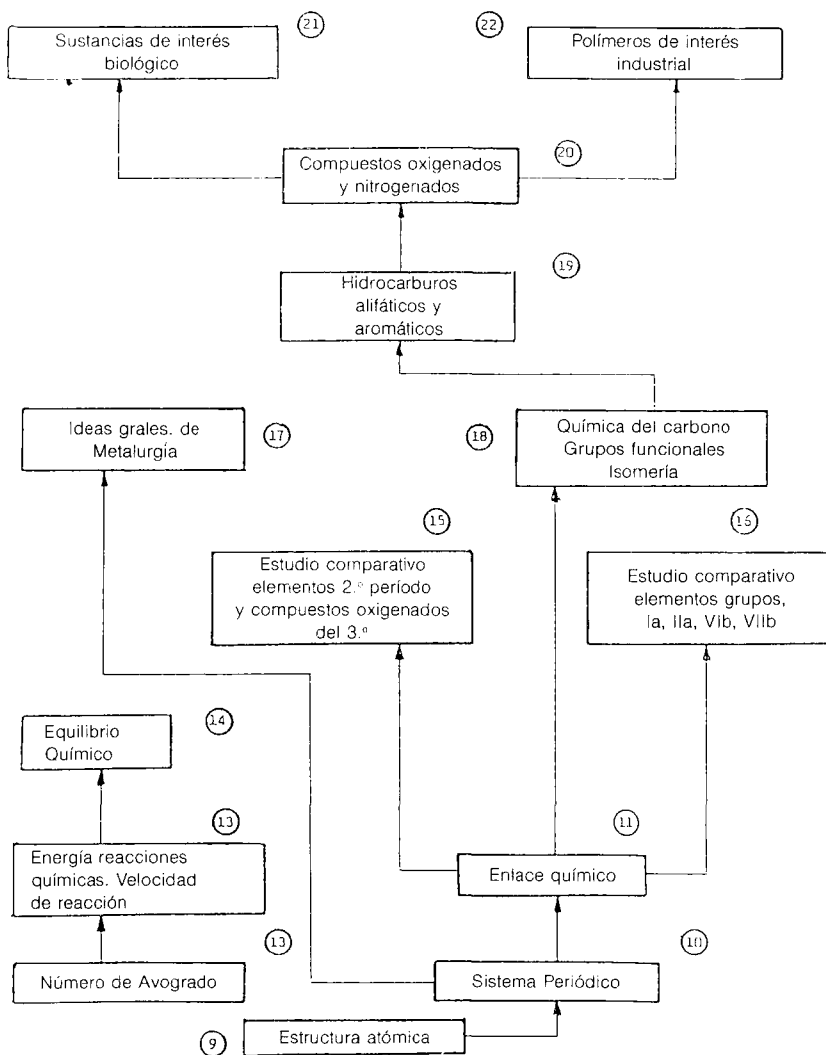 21
Sustancias de interés
biológico
22
Polímeros de interés
industrial
20
Compuestos oxigenados
y nitrogenados
19
Hidrocarburos
alifáticos y
aromáticos
Ideas grales. de
Metalurgía
17
18
Química del carbono
Grupos funcionales
Isomería
15
Estudio comparativo
elementos 2.º período
y compuestos oxigenados
del 3.º
16
Estudio comparativo
elementos grupos,
Ia, IIa, VIb, VIIb
14
Equilibrio
Químico
13
Energía reacciones
químicas. Velocidad
de reacción
11
Enlace químico
13
Número de Avogrado
10
Sistema Periódico
9
Estructura atómica